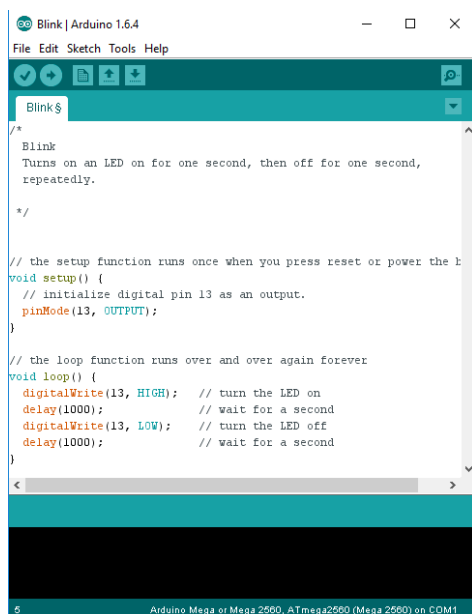 Blink | Arduino 1.6.4
File Edit Sketch Tools Help
Blink §
/*
  Blink
  Turns on an LED on for one second, then off for one second,
  repeatedly.

 */

// the setup function runs once when you press reset or power the b
void setup() {
  // initialize digital pin 13 as an output.
  pinMode(13, OUTPUT);
}

// the loop function runs over and over again forever
void loop() {
  digitalWrite(13, HIGH);   // turn the LED on
  delay(1000);              // wait for a second
  digitalWrite(13, LOW);    // turn the LED off
  delay(1000);              // wait for a second
}
5 Arduino Mega or Mega 2560, ATmega2560 (Mega 2560) on COM1